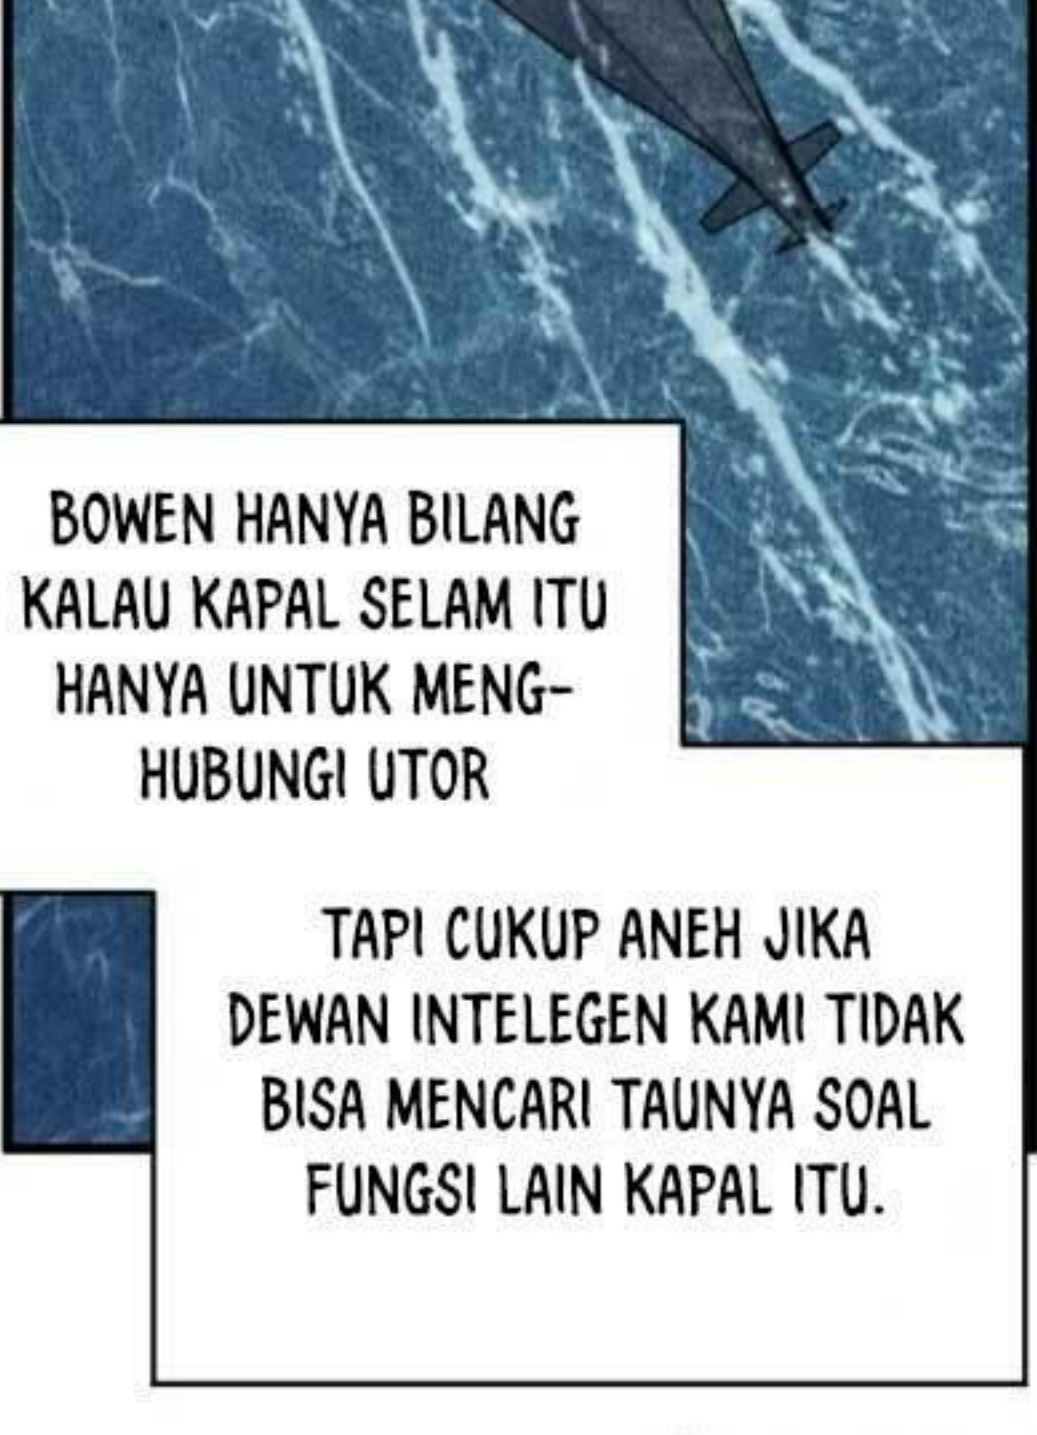 BOWEN HANYA BILANG
KALAU KAPAL SELAM ITU
HANYA UNTUK MENG-
HUBUNGI UTOR
TAPI CUKUP ANEH JIKA
DEWAN INTELEGEN KAMI TIDAK
BISA MENCARI TAUNYA SOAL
FUNGSI LAIN KAPAL ITU.